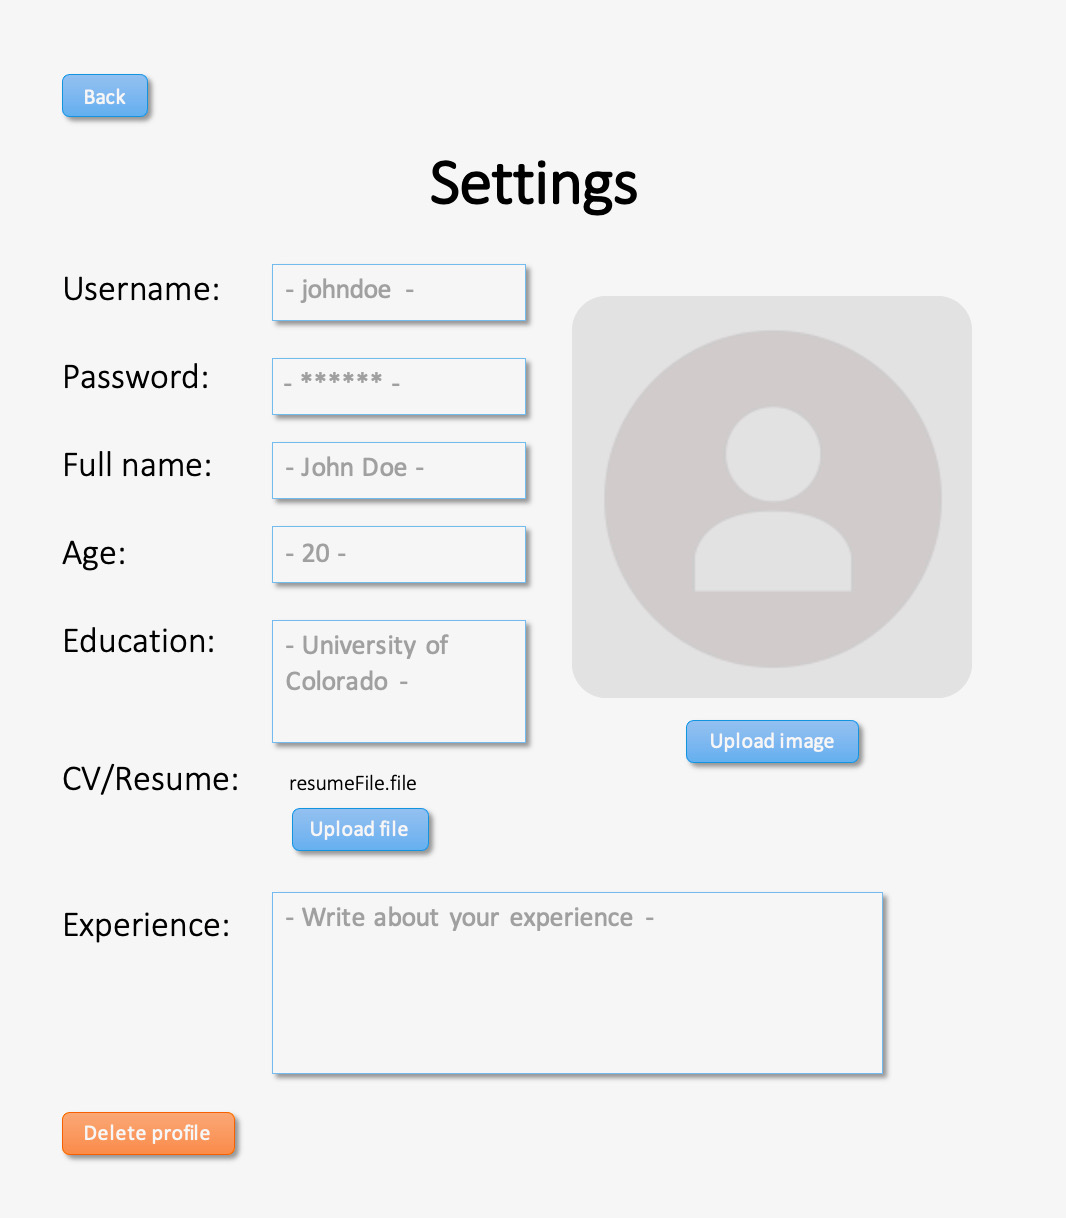 Back
Settings
Username:
- johndoe -
Password:
- ****** -
Full name:
- John Doe -
Age:
- 20 -
Education:
- University of
Colorado -
Upload image
CV/Resume:
resumeFile.file
Upload file
Experience:
- Write about your experience -
Delete profile